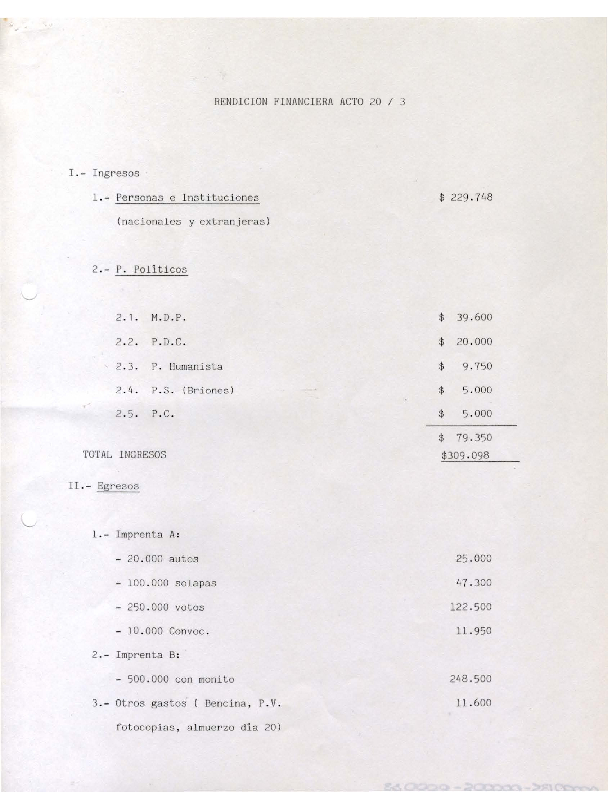 RENDICION FINANCIERA ACTO 20 / 3
I.- Ingresos
1.- Personas e Instituciones $ 229.748
(nacionales y extranjeras)
2.- P. Políticos
2.1. M.D.P. $ 39.600
2.2. P.D.C. $ 20.000
2.3. P. Humanista $ 9.750
2.4. P.S. (Briones) $ 5.000
2.5. P.C. $ 5.000
$ 79.350
TOTAL INGRESOS $309.098
II.- Egresos
1.- Imprenta A:
- 20.000 autos 25.000
- 100.000 solapas 47.300
- 250.000 votos 122.500
- 10.000 Convoc. 11.950
2.- Imprenta B:
- 500.000 con monito 248.500
3.- Otros gastos ( Bencina, P.V. 11.600
fotocopias, almuerzo día 20)